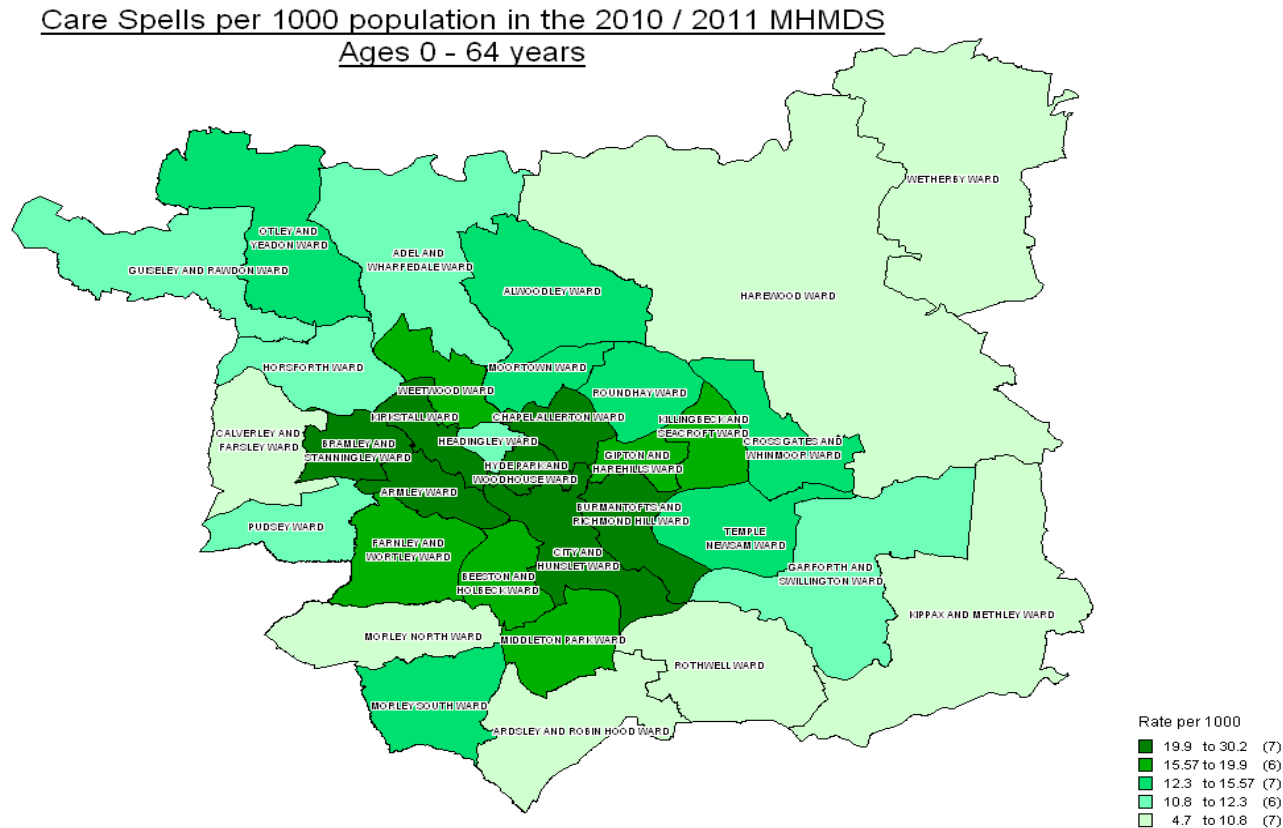 Care Spells per 1000 population in the 2010 / 2011 MHMDS
Ages 0 - 64 years
WETHERBY WARD
OTLEY AND
YEADON WARD
ADEL AND
WHARFEDALE WARD
GUISELEY AND RAWDON WARD
ALWOODLEY WARD
HAREWOOD WARD
HORSFORTH WARD
MOORTOWN WARD
WEETWOOD WARD
ROUNDHAY WARD
KIRKSTALL WARD
CHAPEL ALLERTON WARD
KILLINGBECK AND
SEACROFT WARD
CALVERLEY AND
FARSLEY WARD
BRAMLEY AND
STANNINGLEY WARD
HEADINGLEY WARD
CROSS GATES AND
WHINMOOR WARD
GIPTON AND
HAREHILLS WARD
HYDE PARK AND
WOODHOUSE WARD
ARMLEY WARD
BURMANTOFTS AND
RICHMOND HILL WARD
PUDSEY WARD
TEMPLE
NEWSAM WARD
FARNLEY AND
WORTLEY WARD
CITY AND
HUNSLET WARD
GARFORTH AND
SWILLINGTON WARD
BEESTON AND
HOLBECK WARD
KIPPAX AND METHLEY WARD
MORLEY NORTH WARD
MIDDLETON PARK WARD
ROTHWELL WARD
MORLEY SOUTH WARD
ARDSLEY AND ROBIN HOOD WARD
Rate per 1000
19.9 to 30.2 (7)
15.57 to 19.9 (6)
12.3 to 15.57 (7)
10.8 to 12.3 (6)
4.7 to 10.8 (7)